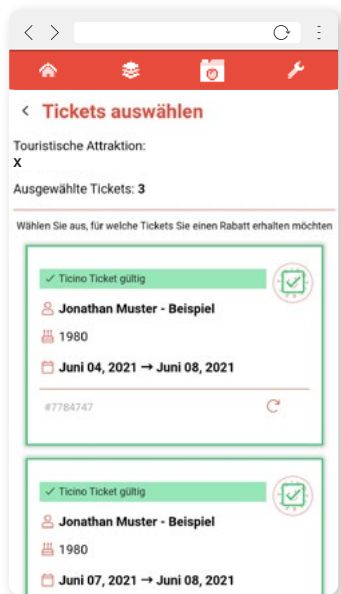 Tickets auswählen
Touristische Attraktion:
X
Ausgewählte Tickets: 3
Wählen Sie aus, für welche Tickets Sie einen Rabatt erhalten möchten
✓ Ticino Ticket gültig
Jonathan Muster - Beispiel
1980
Juni 04, 2021 → Juni 08, 2021
#7784747
✓ Ticino Ticket gültig
Jonathan Muster - Beispiel
1980
Juni 07, 2021 → Juni 08, 2021